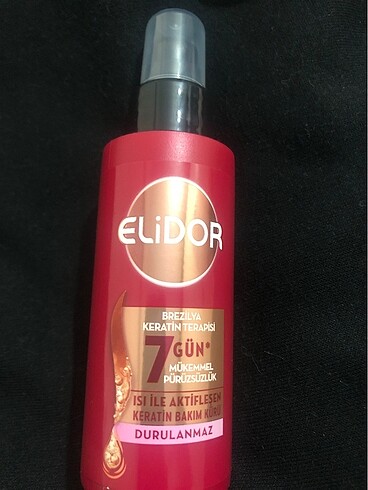 ELiDOR
BREZİLYA
KERATİN TERAPİSİ
7 GÜN*
MÜKEMMEL
PÜRÜZSÜZLÜK
ISI İLE AKTİFLEŞEN
KERATİN BAKIM KÜRÜ
DURULANMAZ